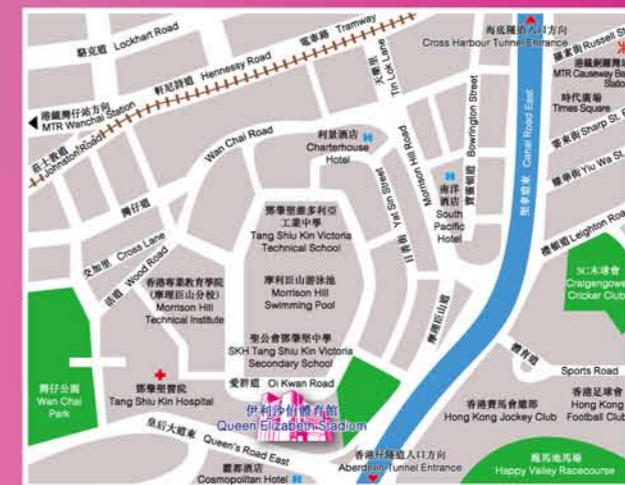 駱克道 Lockhart Road
電車路 Tramway
軒尼詩道 Hennessy Road
港鐵灣仔站方向
MTR Wanchai Station
莊士敦道
Johnston Road
灣仔道
Wan Chai Road
交加里 Cross Lane
活道 Wood Road
天樂里
Tin Lok Lane
海底隧道入口方向
Cross Harbour Tunnel Entrance
Russell St
港鐵銅鑼灣站
MTR Causeway Bay
Station
時代廣場
Times Square
霎東街 Sharp St.
耀華街 Yiu Wa St.
禮頓道 Leighton Road
堅拿道東 Canal Road East
寶靈頓道 Bowrington Street
Morrison Hill Road
摩理臣山道
利景酒店
Charterhouse
Hotel
日善街 Yat Sin Street
南洋
酒店
South
Pacific
Hotel
鄧肇堅維多利亞
工業中學
Tang Shiu Kin Victoria
Technical School
摩利臣山游泳池
Morrison Hill
Swimming Pool
聖公會鄧肇堅中學
SKH Tang Shiu Kin Victoria
Secondary School
香港專業教育學院
(摩理臣山分校)
Morrison Hill
Technical Institute
鄧肇堅醫院
Tang Shiu Kin Hospital
灣仔公園
Wan Chai
Park
愛群道 Oi Kwan Road
伊利沙伯體育館
Queen Elizabeth Stadium
皇后大道東 Queen's Road East
麗都酒店
Cosmopolitan Hotel
香港仔隧道入口方向
Aberdeen Tunnel Entrance
木球會
Craigengower
Cricker Club
體育道
Sports Road
香港賽馬會總部
Hong Kong Jockey Club
香港足球會
Hong Kong
Football Club
跑馬地馬場
Happy Valley Racecourse